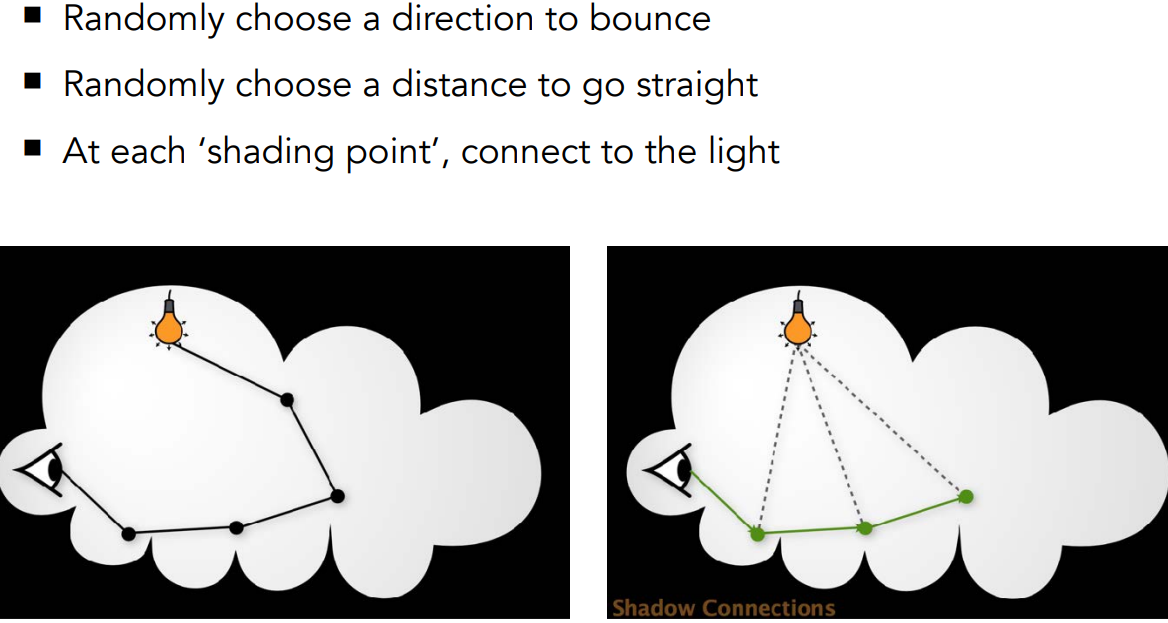 ▪ Randomly choose a direction to bounce
▪ Randomly choose a distance to go straight
▪ At each ‘shading point’, connect to the light
Shadow Connections